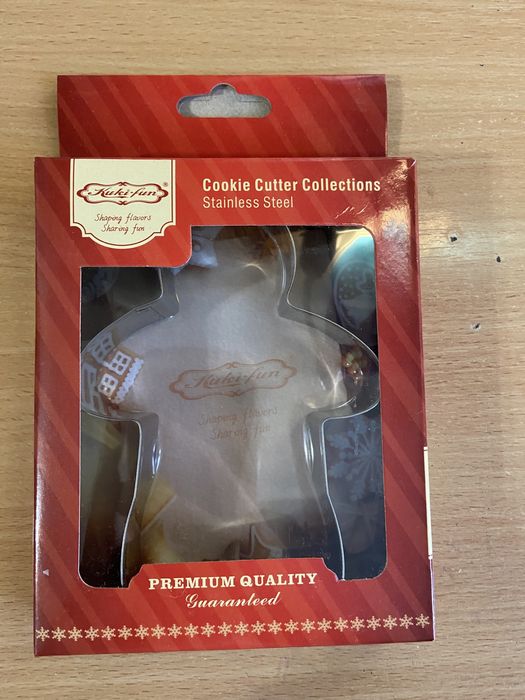 Kuki-fun®
Shaping flavors
Sharing fun
Cookie Cutter Collections
Stainless Steel
Kuki-fun
Shaping flavors
Sharing fun
PREMIUM QUALITY
Guaranteed